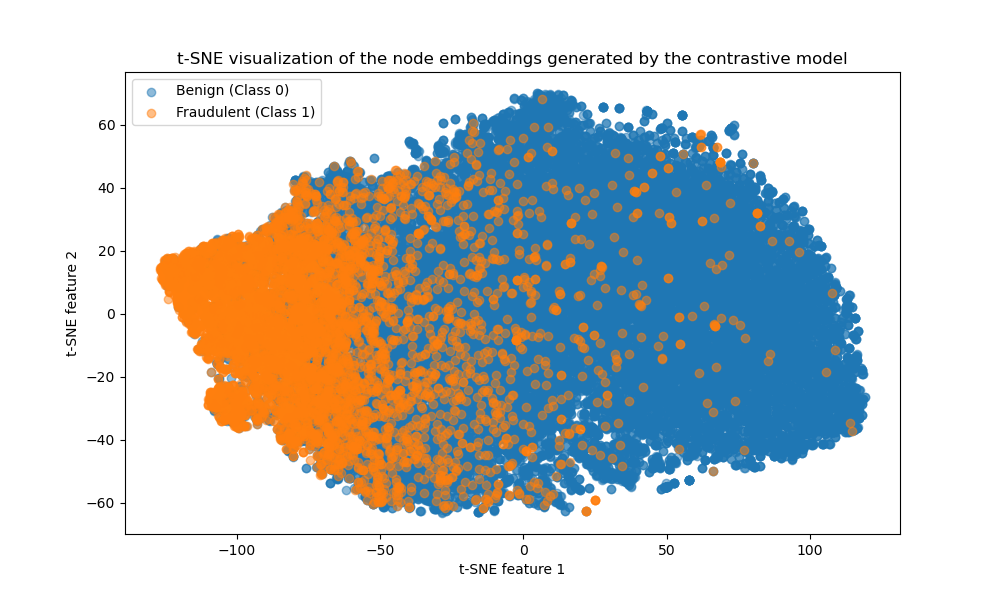 t-SNE visualization of the node embeddings generated by the contrastive model
Benign (Class 0)
Fraudulent (Class 1)
60
40
20
0
−20
−40
−60
t-SNE feature 2
−100
−50
0
50
100
t-SNE feature 1